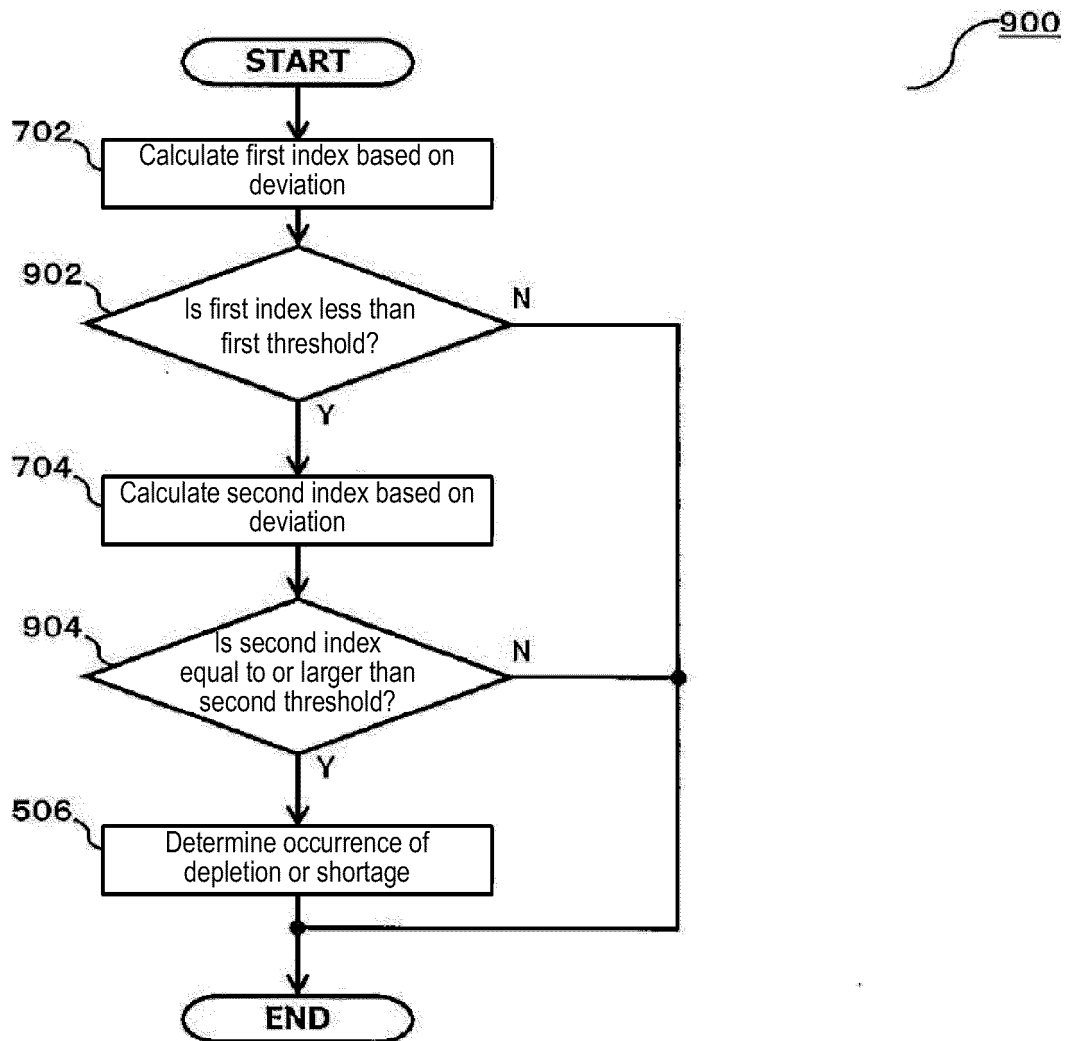 900
START
702
Calculate first index based on
deviation
902
Is first index less than
first threshold?
N
Y
704
Calculate second index based on
deviation
904
Is second index
equal to or larger than
second threshold?
N
Y
506
Determine occurrence of
depletion or shortage
END